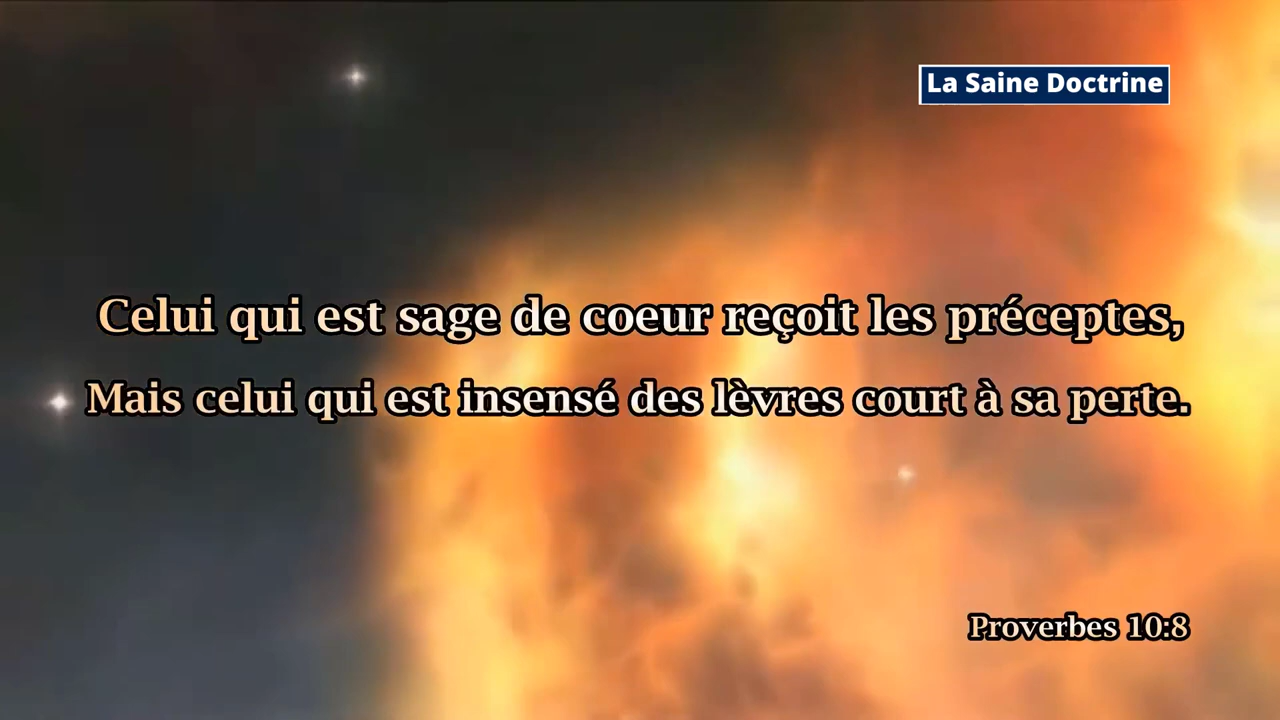 La Saine Doctrine
Celui qui est sage de coeur reçoit les préceptes,
Mais celui qui est insensé des lèvres court à sa perte.
Proverbes 10:8